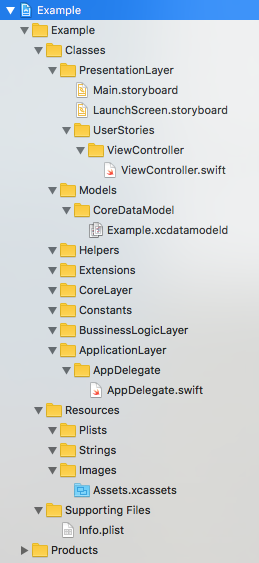 Example
Example
Classes
PresentationLayer
Main.storyboard
LaunchScreen.storyboard
UserStories
ViewController
ViewController.swift
Models
CoreDataModel
Example.xcdatamodeld
Helpers
Extensions
CoreLayer
Constants
BussinessLogicLayer
ApplicationLayer
AppDelegate
AppDelegate.swift
Resources
Plists
Strings
Images
Assets.xcassets
Supporting Files
Info.plist
Products